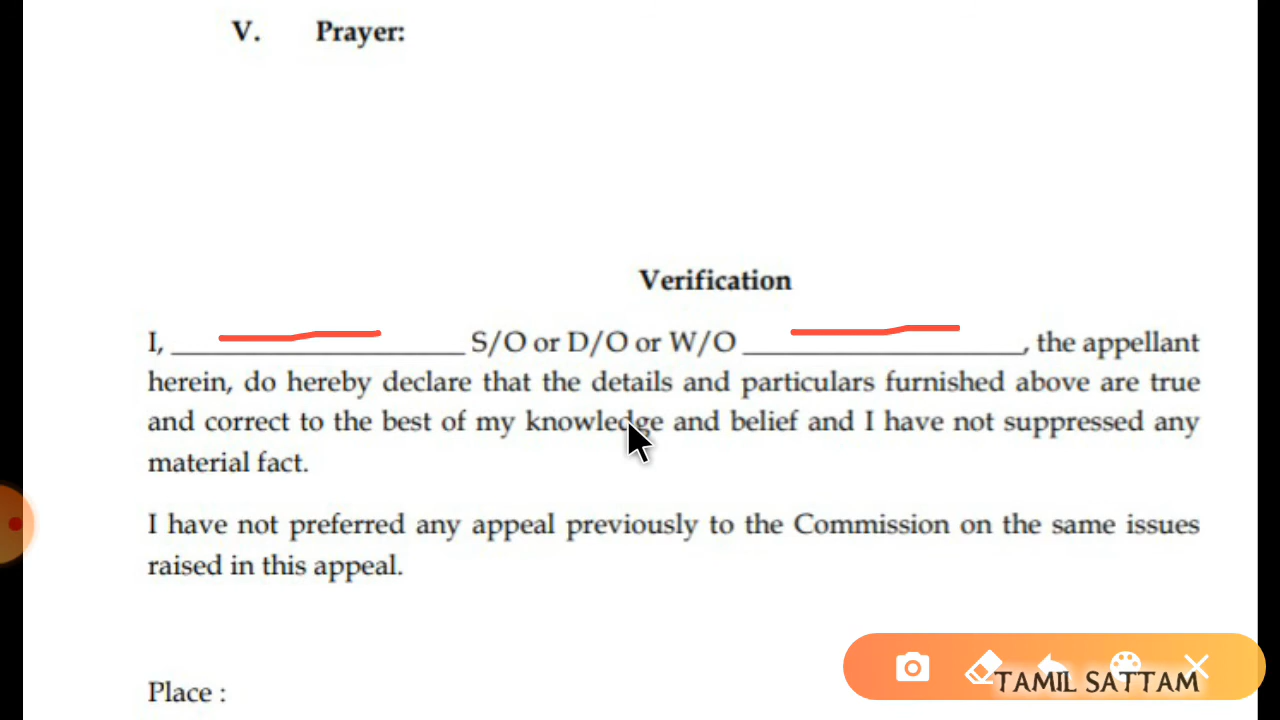 V. Prayer:
Verification
I, ____________________ S/O or D/O or W/O ____________________, the appellant
herein, do hereby declare that the details and particulars furnished above are true
and correct to the best of my knowledge and belief and I have not suppressed any
material fact.
I have not preferred any appeal previously to the Commission on the same issues
raised in this appeal.
Place :
TAMIL SATTAM